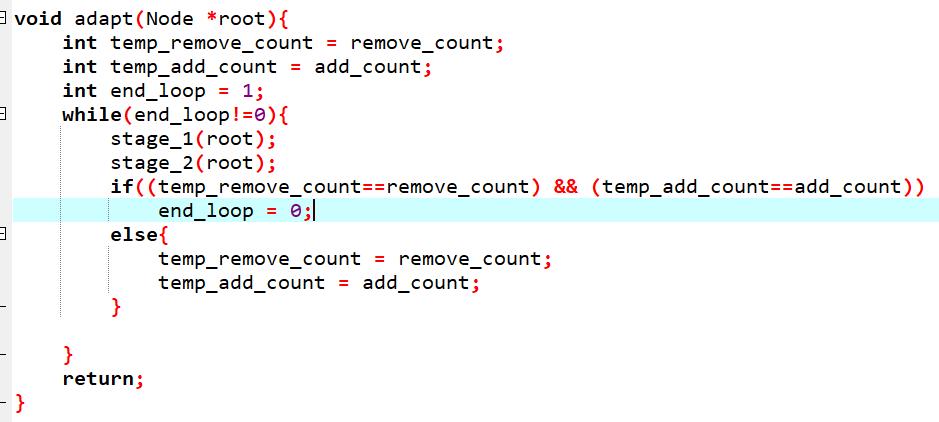 void adapt(Node *root){
    int temp_remove_count = remove_count;
    int temp_add_count = add_count;
    int end_loop = 1;
    while(end_loop!=0){
        stage_1(root);
        stage_2(root);
        if((temp_remove_count==remove_count) && (temp_add_count==add_count))
            end_loop = 0;
        else{
            temp_remove_count = remove_count;
            temp_add_count = add_count;
        }

    }
    return;
}